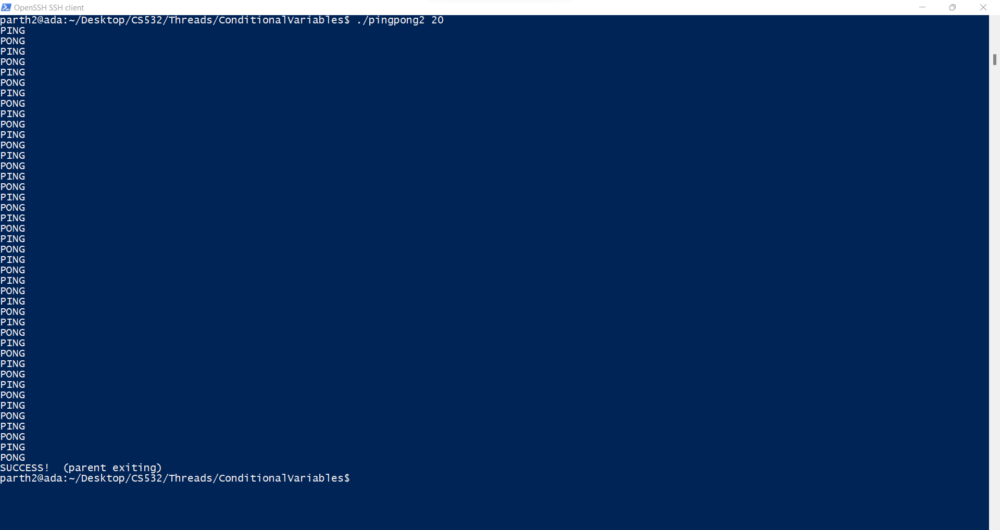 OpenSSH SSH client
parth2@ada:~/Desktop/CS532/Threads/ConditionalVariables$ ./pingpong2 20
PING
PONG
PING
PONG
PING
PONG
PING
PONG
PING
PONG
PING
PONG
PING
PONG
PING
PONG
PING
PONG
PING
PONG
PING
PONG
PING
PONG
PING
PONG
PING
PONG
PING
PONG
PING
PONG
PING
PONG
PING
PONG
PING
PONG
PING
PONG
PING
PONG
SUCCESS!  (parent exiting)
parth2@ada:~/Desktop/CS532/Threads/ConditionalVariables$